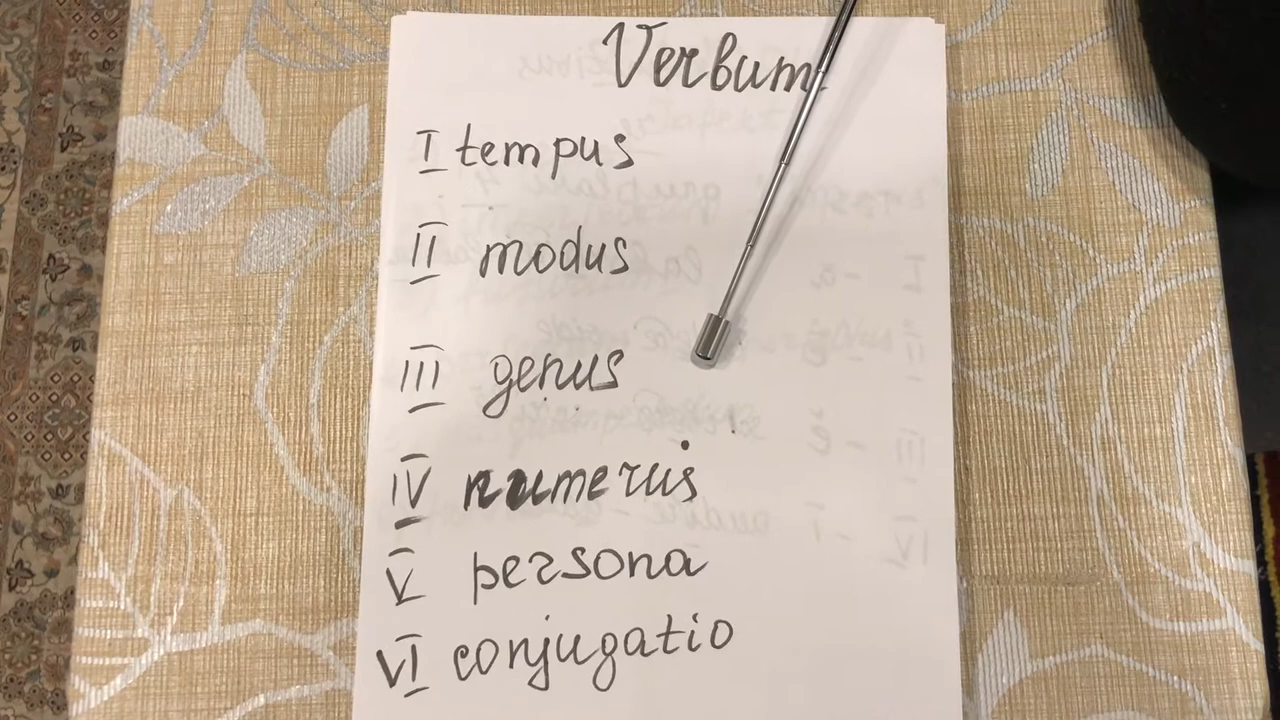 Verbum
I tempus
II modus
III genus
IV numerus
V persona
VI conjugatio